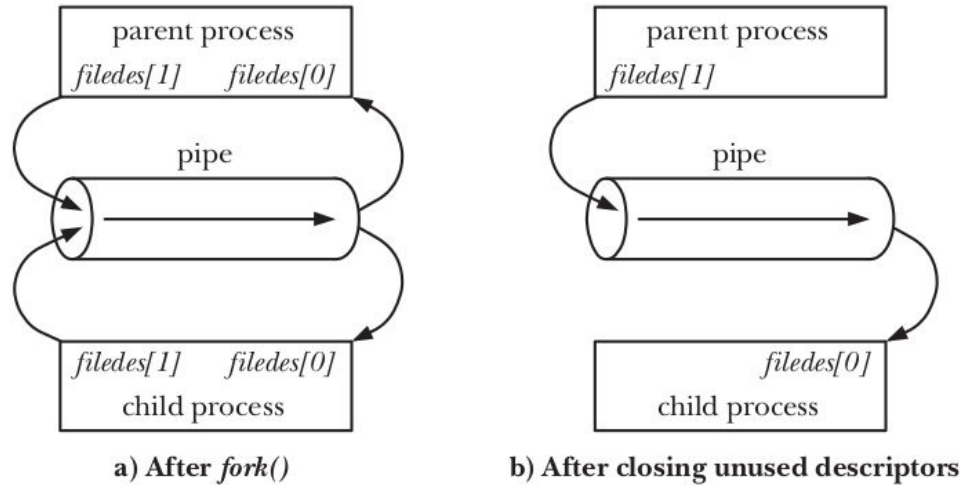 parent process
filedes[1] filedes[0]
pipe
filedes[1] filedes[0]
child process
a) After fork()
parent process
filedes[1]
pipe
filedes[0]
child process
b) After closing unused descriptors